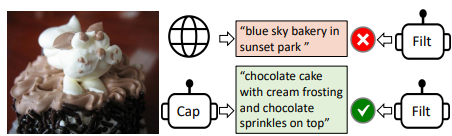 "blue sky bakery in
sunset park "
Filt
Cap
"chocolate cake
with cream frosting
and chocolate
sprinkles on top"
Filt